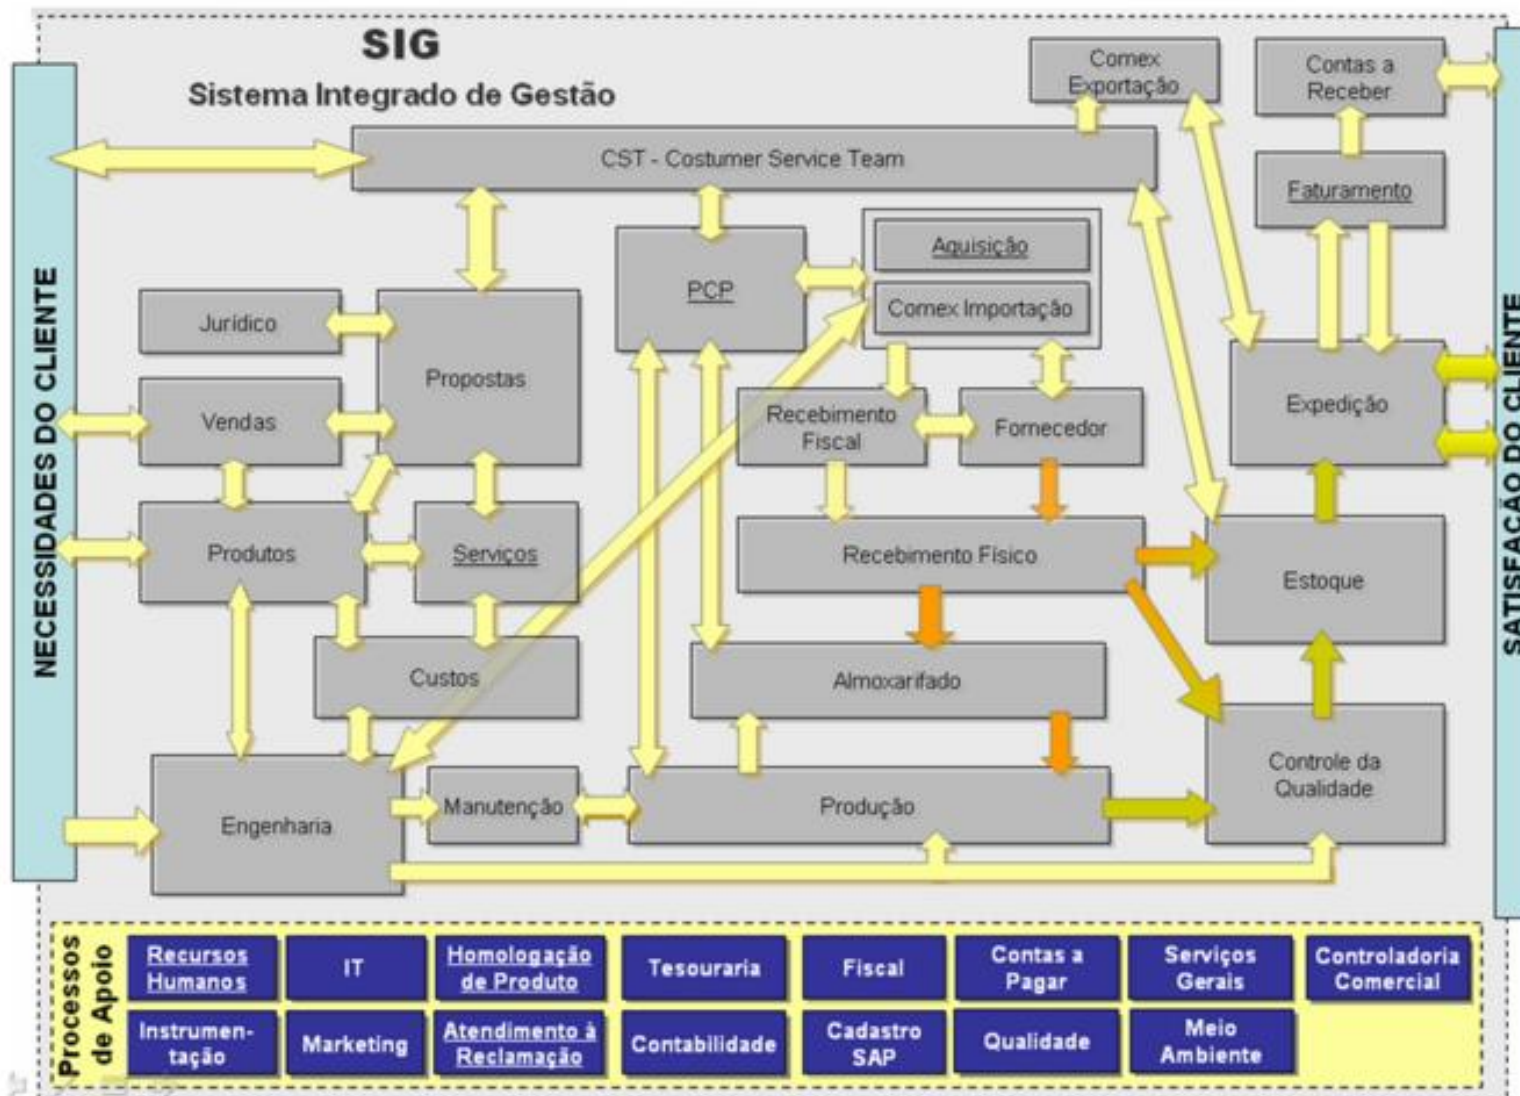 SIG
Sistema Integrado de Gestão
NECESSIDADES DO CLIENTE
SATISFAÇÃO DO CLIENTE
Comex
Exportação
Contas a
Receber
CST - Costumer Service Team
Faturamento
Aquisição
PCP
Comex Importação
Jurídico
Propostas
Vendas
Recebimento
Fiscal
Fornecedor
Expedição
Produtos
Serviços
Recebimento Físico
Estoque
Custos
Almoxarifado
Controle da
Qualidade
Engenharia
Manutenção
Produção
Processos
de Apoio
Recursos
Humanos
IT
Homologação
de Produto
Tesouraria
Fiscal
Contas a
Pagar
Serviços
Gerais
Controladoria
Comercial
Instrumen-
tação
Marketing
Atendimento à
Reclamação
Contabilidade
Cadastro
SAP
Qualidade
Meio
Ambiente